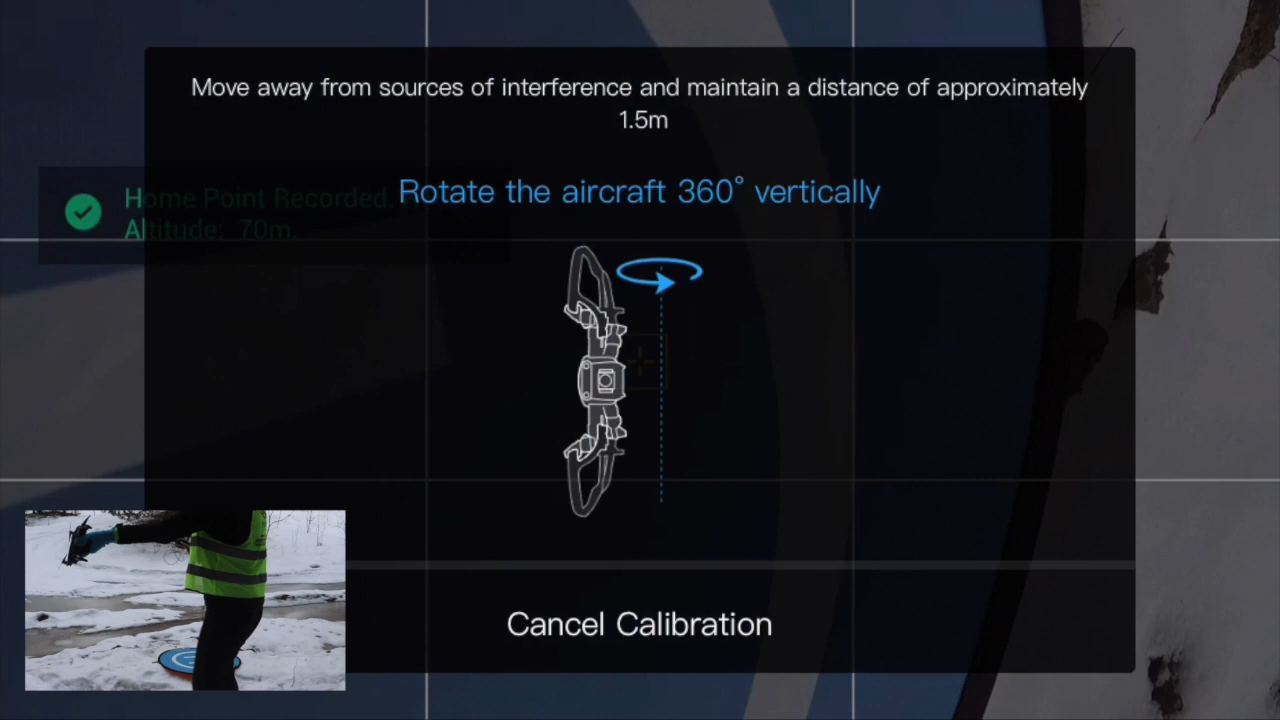 Move away from sources of interference and maintain a distance of approximately
1.5m
Home Point Recorded.
Altitude: 70m.
Rotate the aircraft 360° vertically
Cancel Calibration